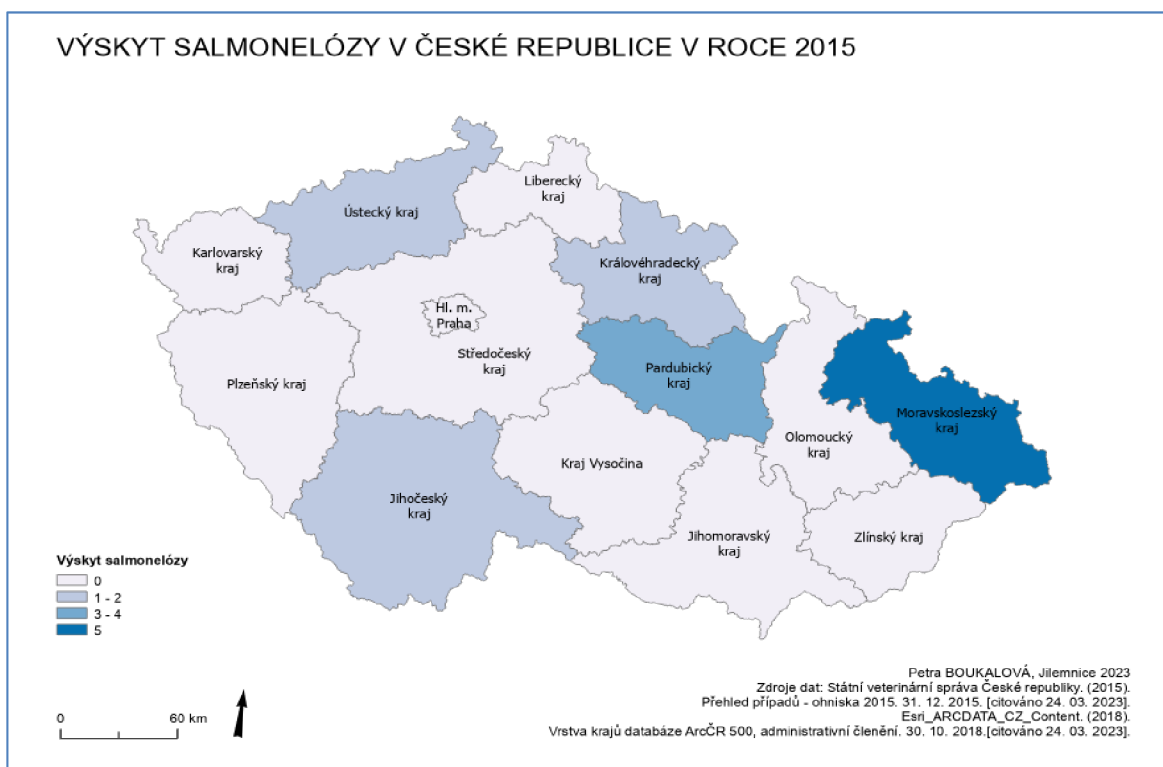 VÝSKYT SALMONELÓZY V ČESKÉ REPUBLICE V ROCE 2015
Liberecký
kraj
Ústecký kraj
Karlovarský
kraj
Královéhradecký
kraj
Hl. m.
Praha
Středočeský
kraj
Pardubický
kraj
Plzeňský kraj
Moravskoslezský
kraj
Olomoucký
kraj
Kraj Vysočina
Jihočeský
kraj
Jihomoravský
kraj
Zlínský kraj
Výskyt salmonelózy
0
1 - 2
3 - 4
5
0 60 km
Petra BOUKALOVÁ, Jilemnice 2023
Zdroje dat: Státní veterinární správa České republiky. (2015).
Přehled případů - ohniska 2015. 31. 12. 2015. [citováno 24. 03. 2023].
Esri_ARCDATA_CZ_Content. (2018).
Vrstva krajů databáze ArcČR 500, administrativní členění. 30. 10. 2018.[citováno 24. 03. 2023].